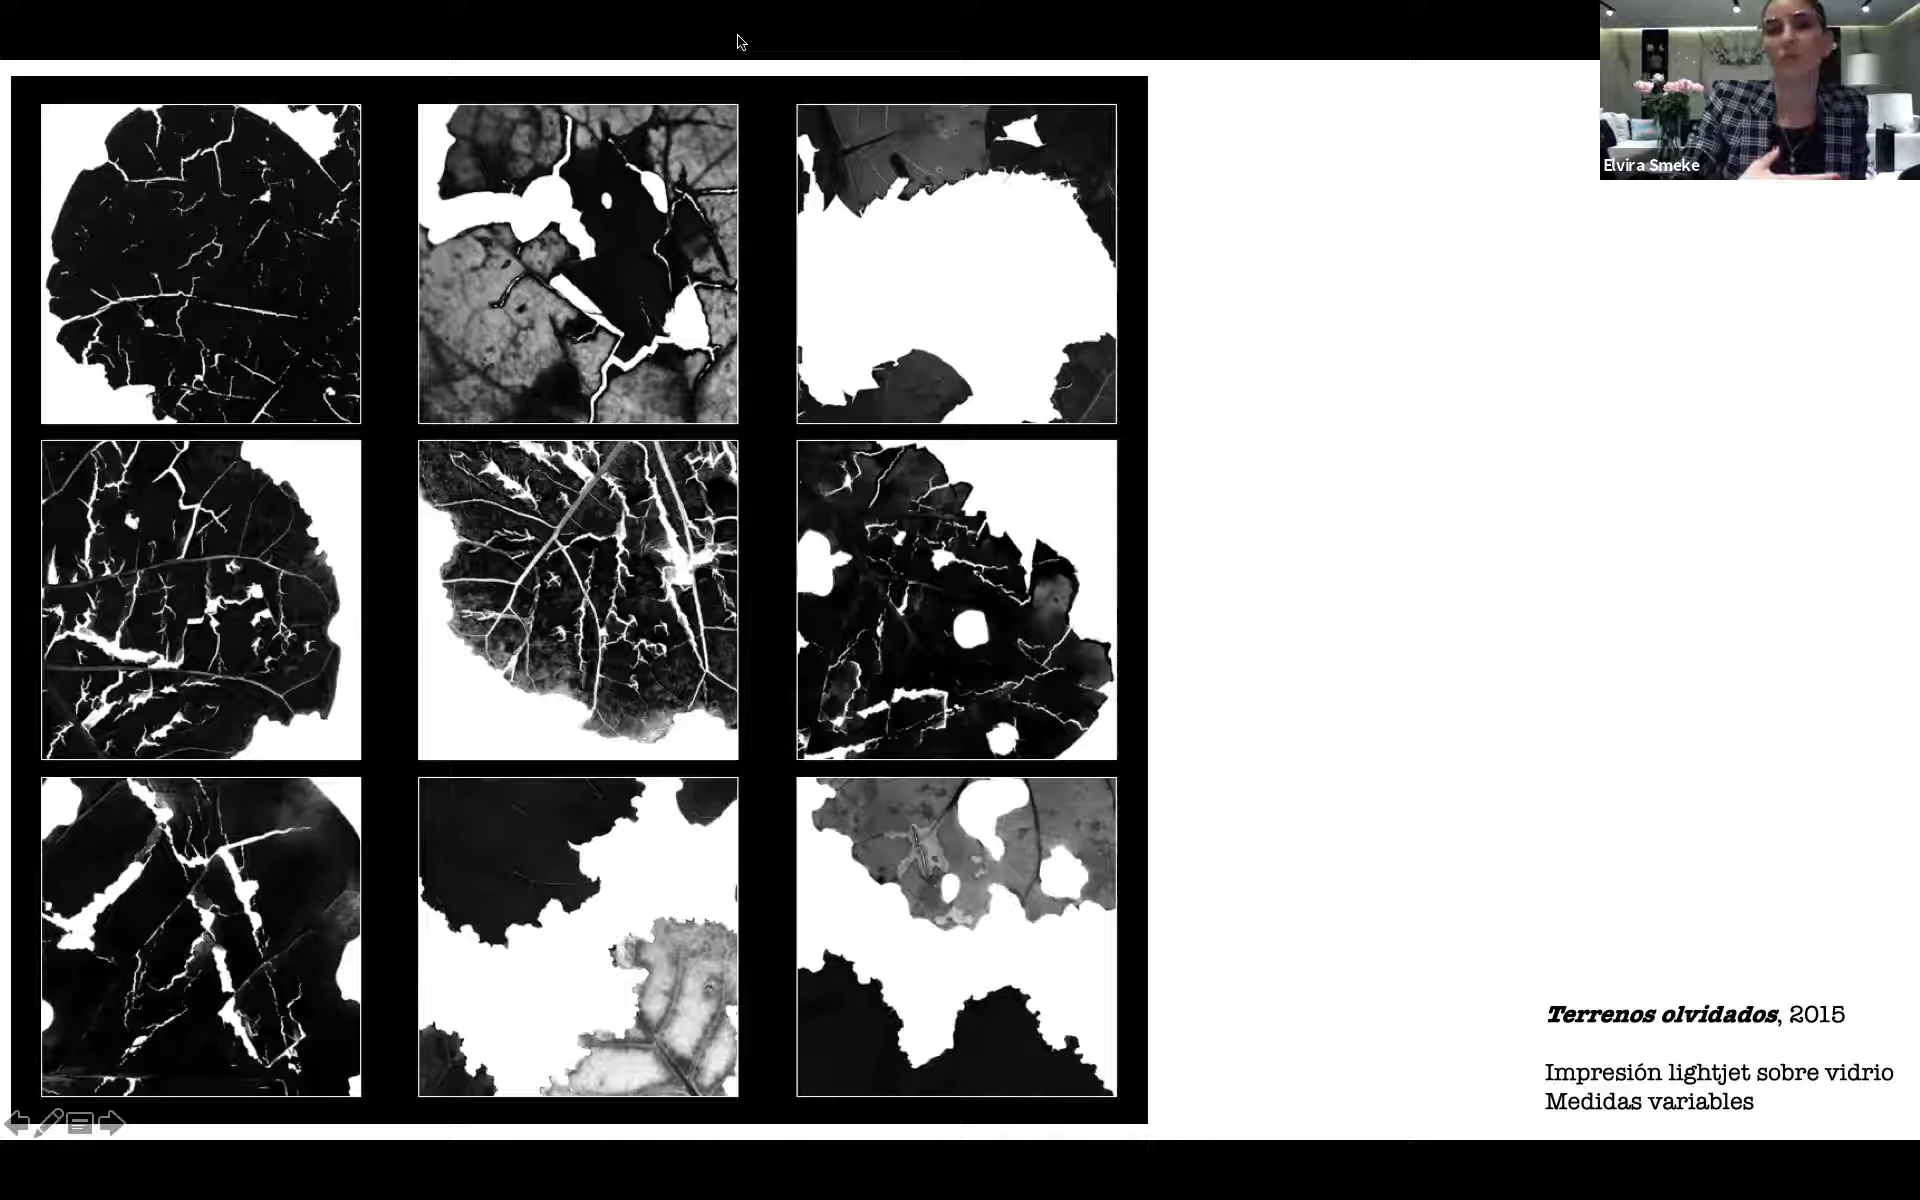 Elvira Smeke
Terrenos olvidados, 2015
Impresión lightjet sobre vidrio
Medidas variables